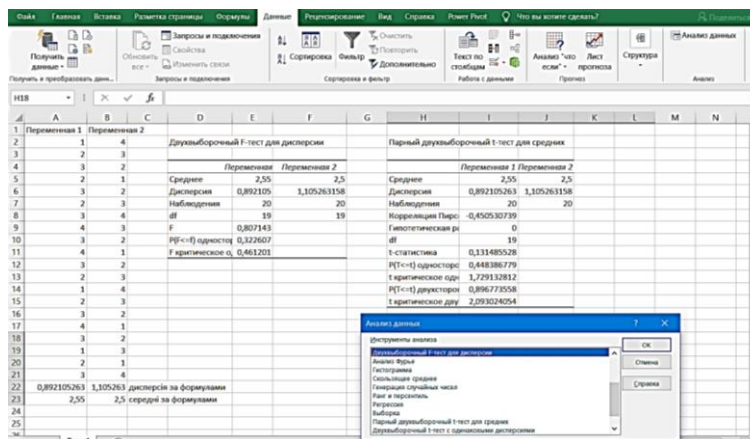 Файл Главная Вставка Разметка страницы Формулы Данные Рецензирование Вид Справка Power Pivot Что вы хотите сделать?
Получить данные
Запросы и подключения
Свойства
Изменить связи
Обновить все
Сортировка
Фильтр
Очистить
Повторить
Дополнительно
Текст по столбцам
Анализ "что если"
Лист прогноза
Структура
Анализ данных
Получить и преобразовать данн... Запросы и подключения Сортировка и фильтр Работа с данными Прогноз Анализ
H18 fx
A B C D E F G H I J K L M N
1 Переменная 1 Переменная 2
2 1 4 Двухвыборочный F-тест для дисперсии Парный двухвыборочный t-тест для средних
3 2 3
4 3 2 Переменная Переменная 2 Переменная 1 Переменная 2
5 2 1 Среднее 2,55 2,5 Среднее 2,55 2,5
6 3 2 Дисперсия 0,892105 1,105263158 Дисперсия 0,892105263 1,105263158
7 2 3 Наблюдения 20 20 Наблюдения 20 20
8 3 4 df 19 19 Корреляция Пирс -0,450530739
9 4 3 F 0,807143 Гипотетическая ра 0
10 3 2 P(F<=f) одностор 0,322607 df 19
11 4 1 F критическое о, 0,461201 t-статистика 0,131485528
12 3 2 P(T<=t) одностор 0,448386779
13 2 3 t критическое одн 1,729132812
14 1 4 P(T<=t) двухсторон 0,896773558
15 2 3 t критическое дву 2,093024054
16 3 2
17 4 1
18 3 2
19 1 3
20 2 1
21 3 4
22 0,892105263 1,105263 дисперсія за формулами
23 2,55 2,5 середні за формулами
24
25
Анализ данных ? ×
Инструменты анализа
Двухвыборочный F-тест для дисперсии
Анализ Фурье
Гистограмма
Скользящее среднее
Генерация случайных чисел
Ранг и персентиль
Регрессия
Выборка
Парный двухвыборочный t-тест для средних
Двухвыборочный t-тест с одинаковыми дисперсиями
ОК
Отмена
Справка